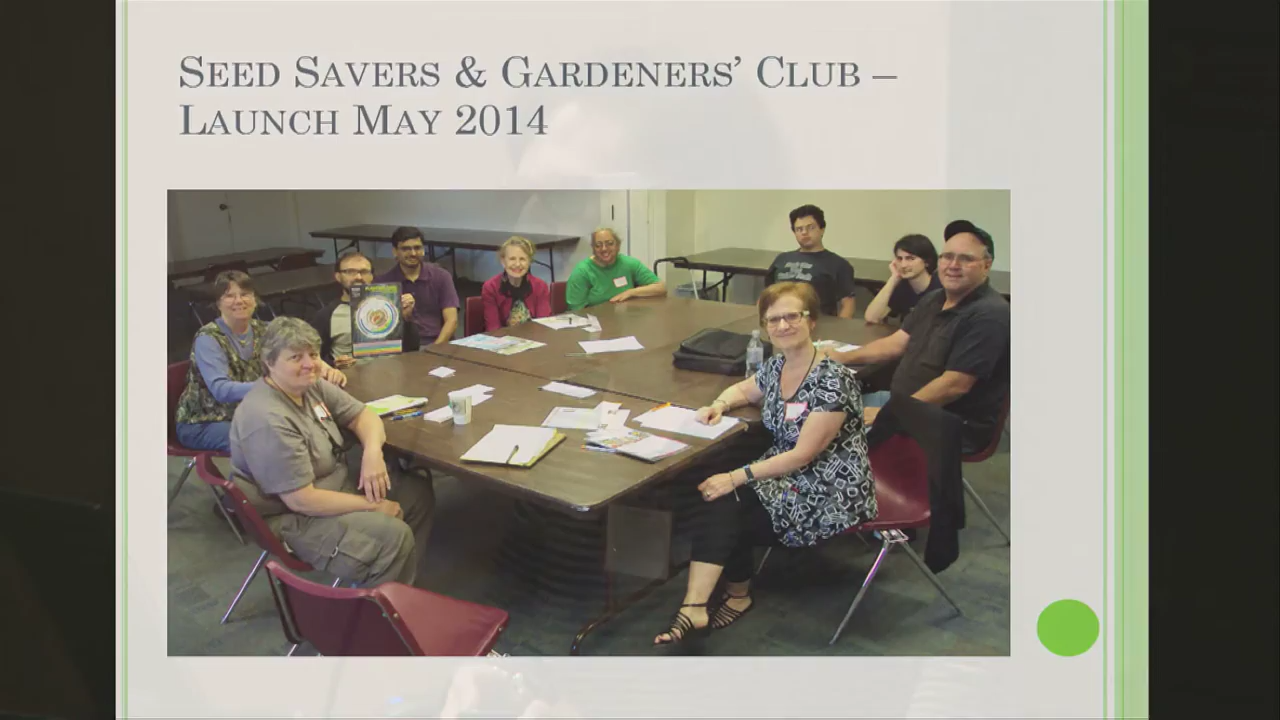 Seed Savers & Gardeners' Club –
Launch May 2014